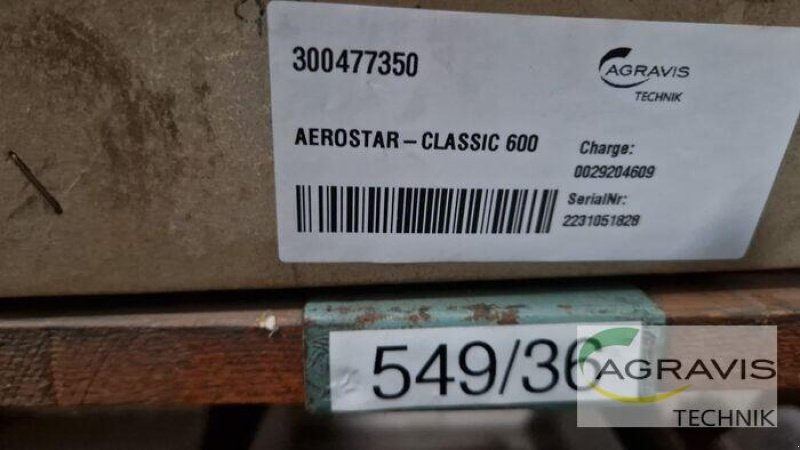 300477350
AGRAVIS
TECHNIK
AEROSTAR-CLASSIC 600
Charge:
0029204609
SerialNr:
2231051828
549/36
AGRAVIS
TECHNIK